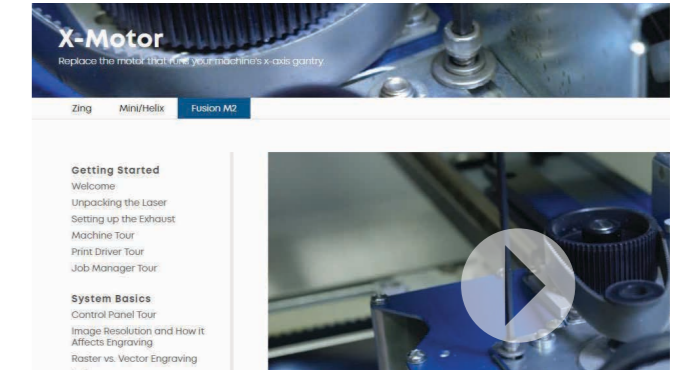 X-Motor
Replace the motor that runs your machine's x-axis gantry.
Zing Mini/Helix Fusion M2
Getting Started
Welcome
Unpacking the Laser
Setting up the Exhaust
Machine Tour
Print Driver Tour
Job Manager Tour
System Basics
Control Panel Tour
Image Resolution and How it
Affects Engraving
Raster vs. Vector Engraving